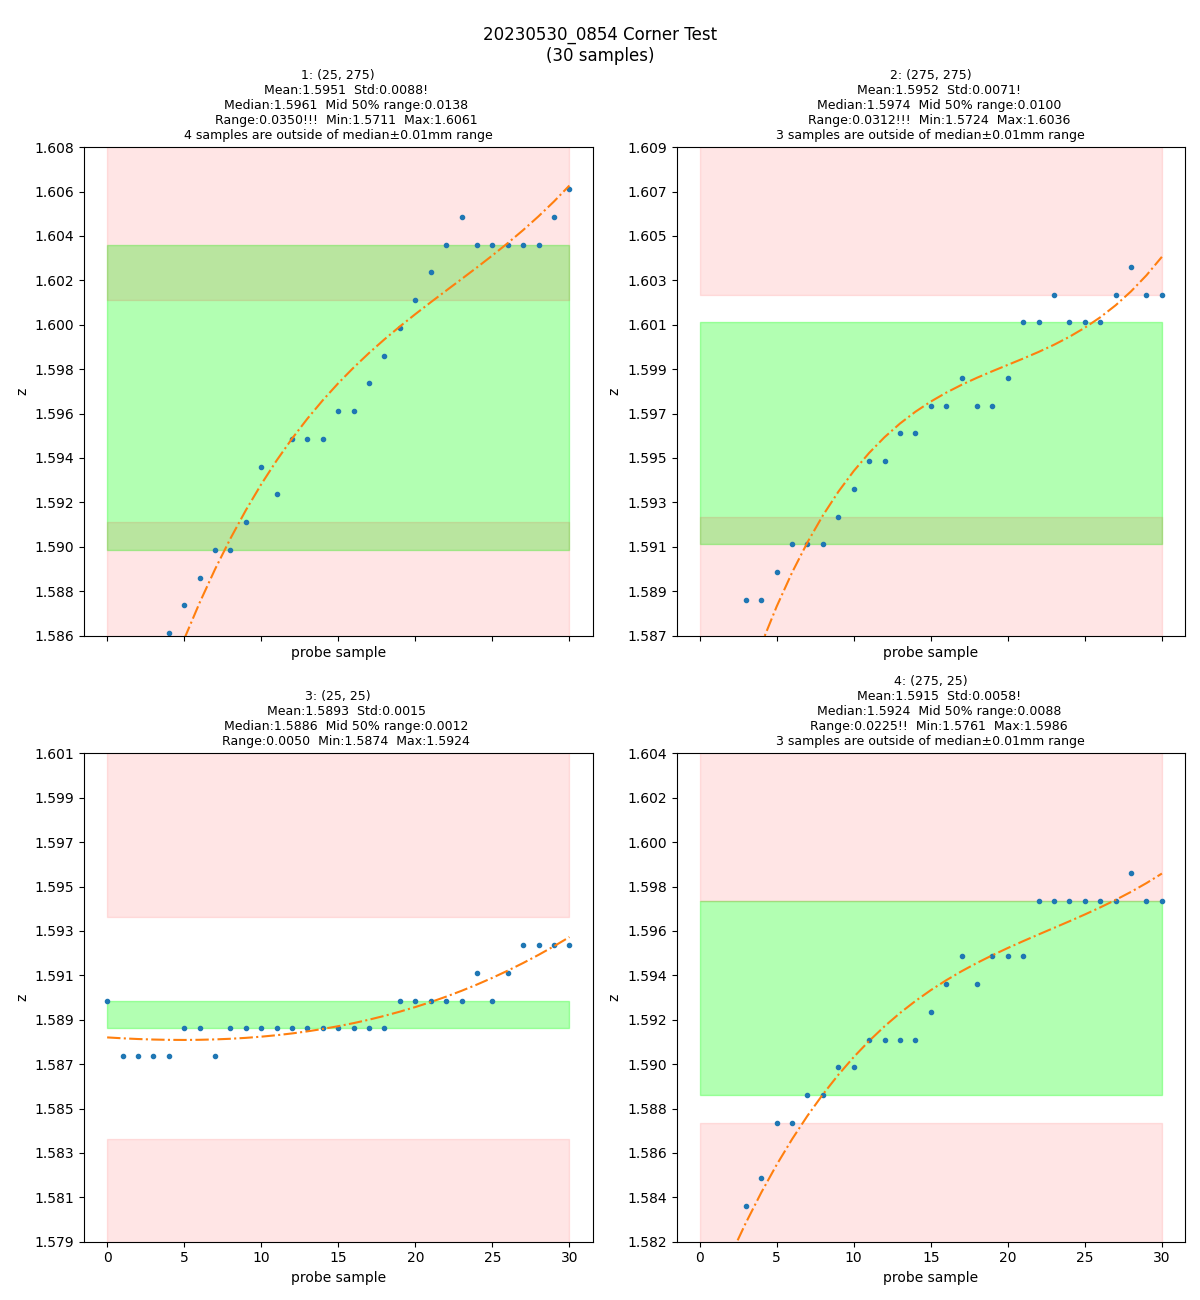 20230530_0854 Corner Test
(30 samples)
1: (25, 275)
Mean:1.5951  Std:0.0088!
Median:1.5961  Mid 50% range:0.0138
Range:0.0350!!!  Min:1.5711  Max:1.6061
4 samples are outside of median±0.01mm range
1.608
1.606
1.604
1.602
1.600
1.598
1.596
1.594
1.592
1.590
1.588
1.586
z
probe sample
2: (275, 275)
Mean:1.5952  Std:0.0071!
Median:1.5974  Mid 50% range:0.0100
Range:0.0312!!!  Min:1.5724  Max:1.6036
3 samples are outside of median±0.01mm range
1.609
1.607
1.605
1.603
1.601
1.599
1.597
1.595
1.593
1.591
1.589
1.587
z
probe sample
3: (25, 25)
Mean:1.5893  Std:0.0015
Median:1.5886  Mid 50% range:0.0012
Range:0.0050  Min:1.5874  Max:1.5924
1.601
1.599
1.597
1.595
1.593
1.591
1.589
1.587
1.585
1.583
1.581
1.579
z
0 5 10 15 20 25 30
probe sample
4: (275, 25)
Mean:1.5915  Std:0.0058!
Median:1.5924  Mid 50% range:0.0088
Range:0.0225!!  Min:1.5761  Max:1.5986
3 samples are outside of median±0.01mm range
1.604
1.602
1.600
1.598
1.596
1.594
1.592
1.590
1.588
1.586
1.584
1.582
z
0 5 10 15 20 25 30
probe sample